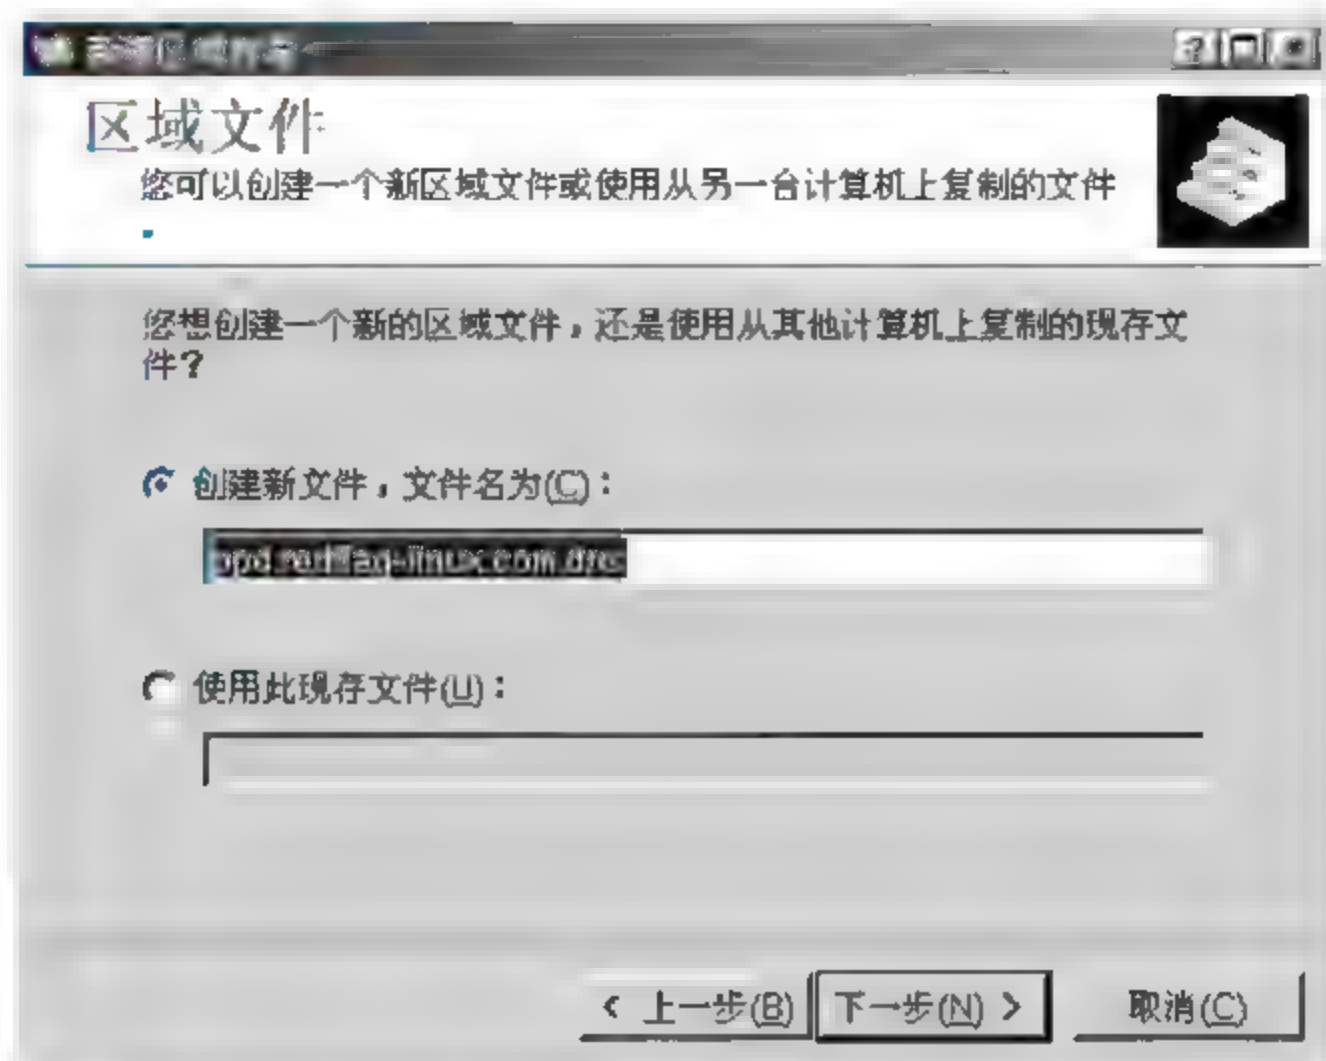 区域文件
您可以创建一个新区域文件或使用从另一台计算机上复制的文件
.
您想创建一个新的区域文件，还是使用从其他计算机上复制的现存文
件？
创建新文件，文件名为(C)：
使用此现存文件(U)：
< 上一步(B) 下一步(N) > 取消(C)